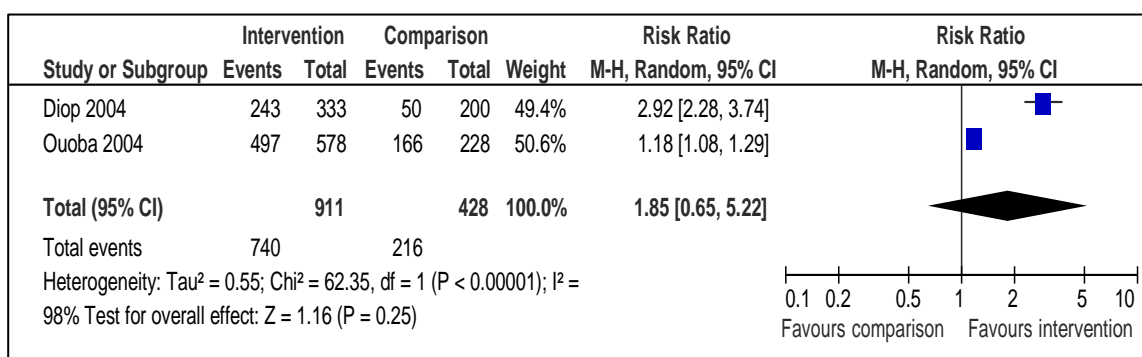 Intervention Comparison Risk Ratio Risk Ratio
Study or Subgroup Events Total Events Total Weight M-H, Random, 95% CI M-H, Random, 95% CI
Diop 2004 243 333 50 200 49.4% 2.92 [2.28, 3.74]
Ouoba 2004 497 578 166 228 50.6% 1.18 [1.08, 1.29]
Total (95% CI) 911 428 100.0% 1.85 [0.65, 5.22]
Total events 740 216
Heterogeneity: Tau² = 0.55; Chi² = 62.35, df = 1 (P < 0.00001); I² =
98% Test for overall effect: Z = 1.16 (P = 0.25)
0.1 0.2 0.5 1 2 5 10
Favours comparison Favours intervention